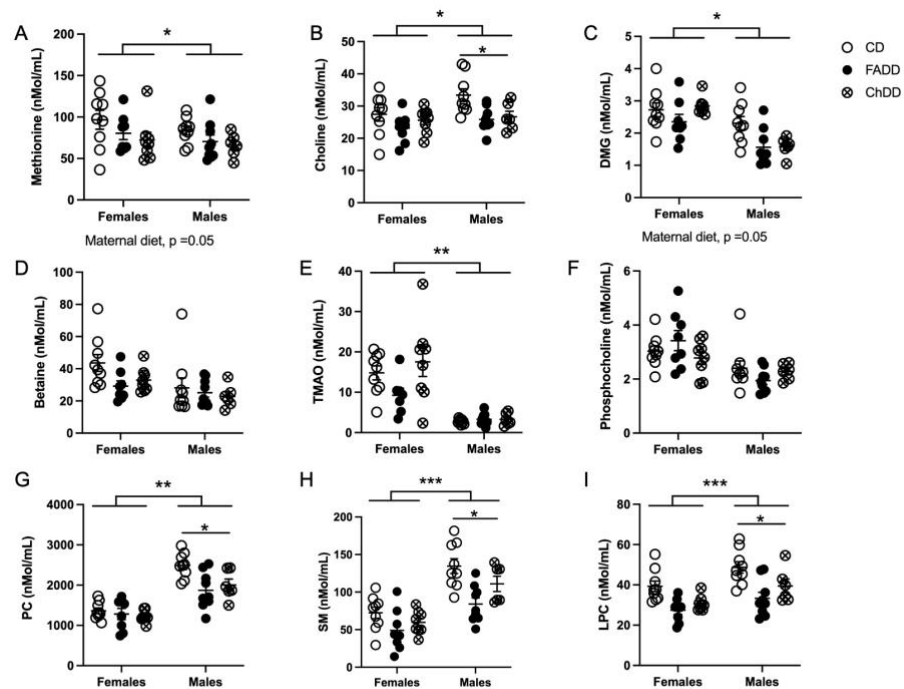 A
*
Methionine (nMol/mL)
200
150
100
50
0
Females
Males
Maternal diet, p =0.05
B
*
*
Choline (nMol/mL)
50
40
30
20
10
0
Females
Males
C
*
DMG (nMol/mL)
5
4
3
2
1
0
Females
Males
Maternal diet, p =0.05
CD
FADD
ChDD
D
Betaine (nMol/mL)
100
80
60
40
20
0
Females
Males
E
**
TMAO (nMol/mL)
40
30
20
10
0
Females
Males
F
Phosphocholine (nMol/mL)
6
4
2
0
Females
Males
G
**
*
PC (nMol/mL)
4000
3000
2000
1000
0
Females
Males
H
***
*
SM (nMol/mL)
200
150
100
50
0
Females
Males
I
***
*
LPC (nMol/mL)
80
60
40
20
0
Females
Males